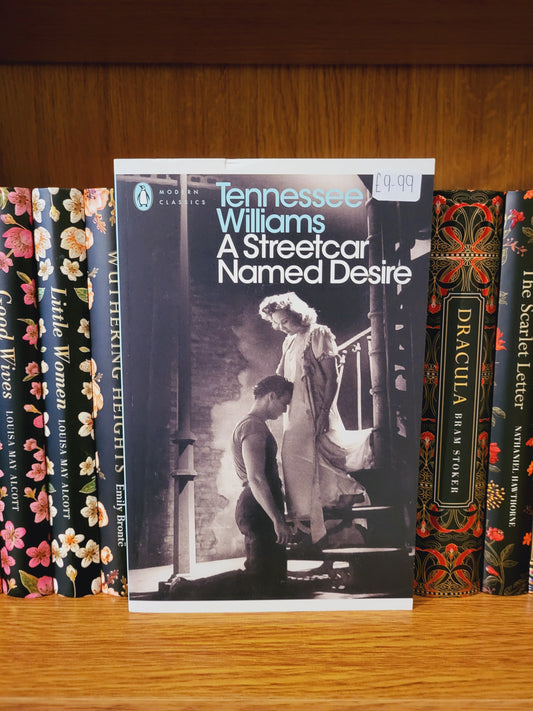 MODERN
CLASSICS
Tennessee
Williams
A Streetcar
Named Desire
£9.99
Good Wives
LOUISA MAY ALCOTT
Little Women
LOUISA MAY ALCOTT
WUTHERING HEIGHTS
Emily Brontë
DRACULA
BRAM STOKER
The Scarlet Letter
NATHANIEL HAWTHORNE